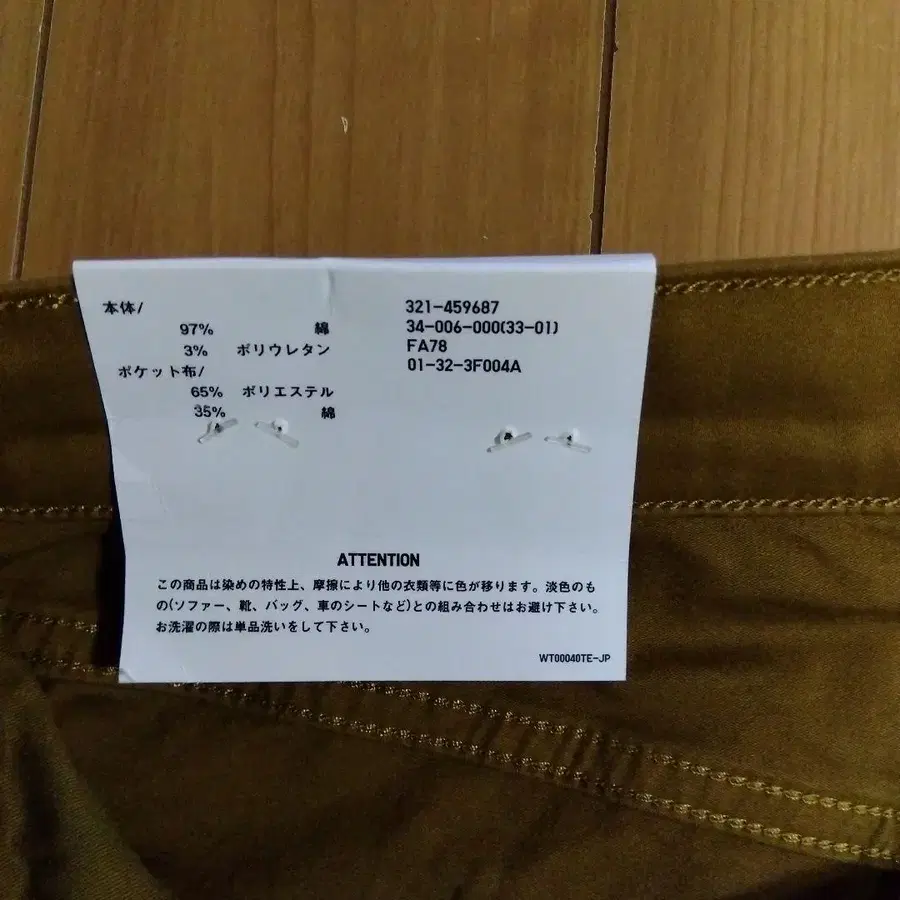 本体/
97% 綿
3% ポリウレタン
ポケット布/
65% ポリエステル
35% 綿
321-459687
34-006-000(33-01)
FA78
01-32-3F004A
ATTENTION
この商品は染めの特性上、摩擦により他の衣類等に色が移ります。淡色のも
の(ソファー、靴、バッグ、車のシートなど)との組み合わせはお避け下さい。
お洗濯の際は単品洗いをして下さい。
WT00040TE-JP